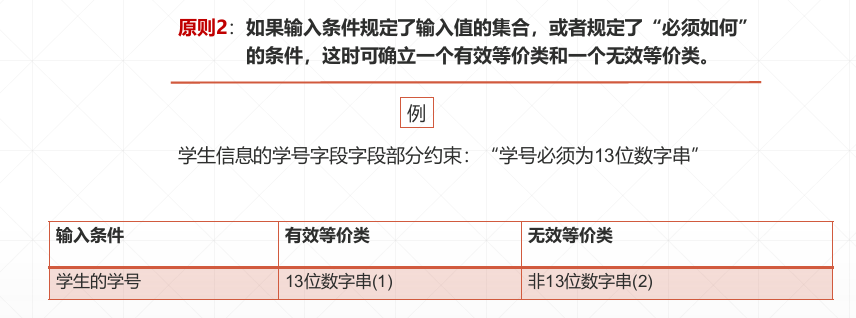 原则2：如果输入条件规定了输入值的集合，或者规定了“必须如何”
的条件，这时可确立一个有效等价类和一个无效等价类。
例
学生信息的学号字段字段部分约束：“学号必须为13位数字串”
输入条件 有效等价类 无效等价类
学生的学号 13位数字串(1) 非13位数字串(2)